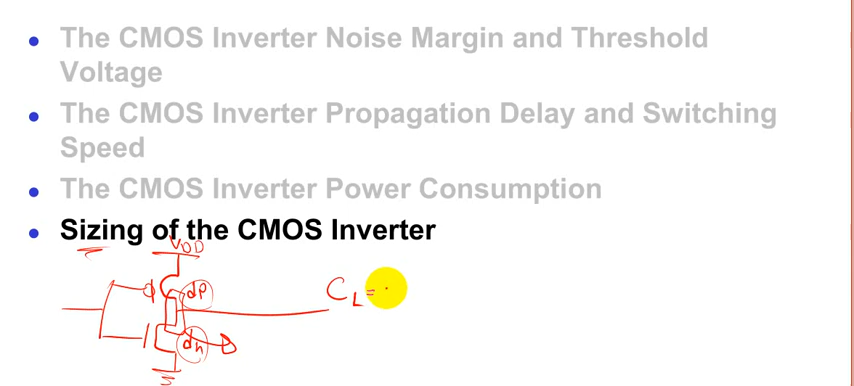 The CMOS Inverter Noise Margin and Threshold
Voltage
The CMOS Inverter Propagation Delay and Switching
Speed
The CMOS Inverter Power Consumption
Sizing of the CMOS Inverter
VDD
dp
C_L =
dn